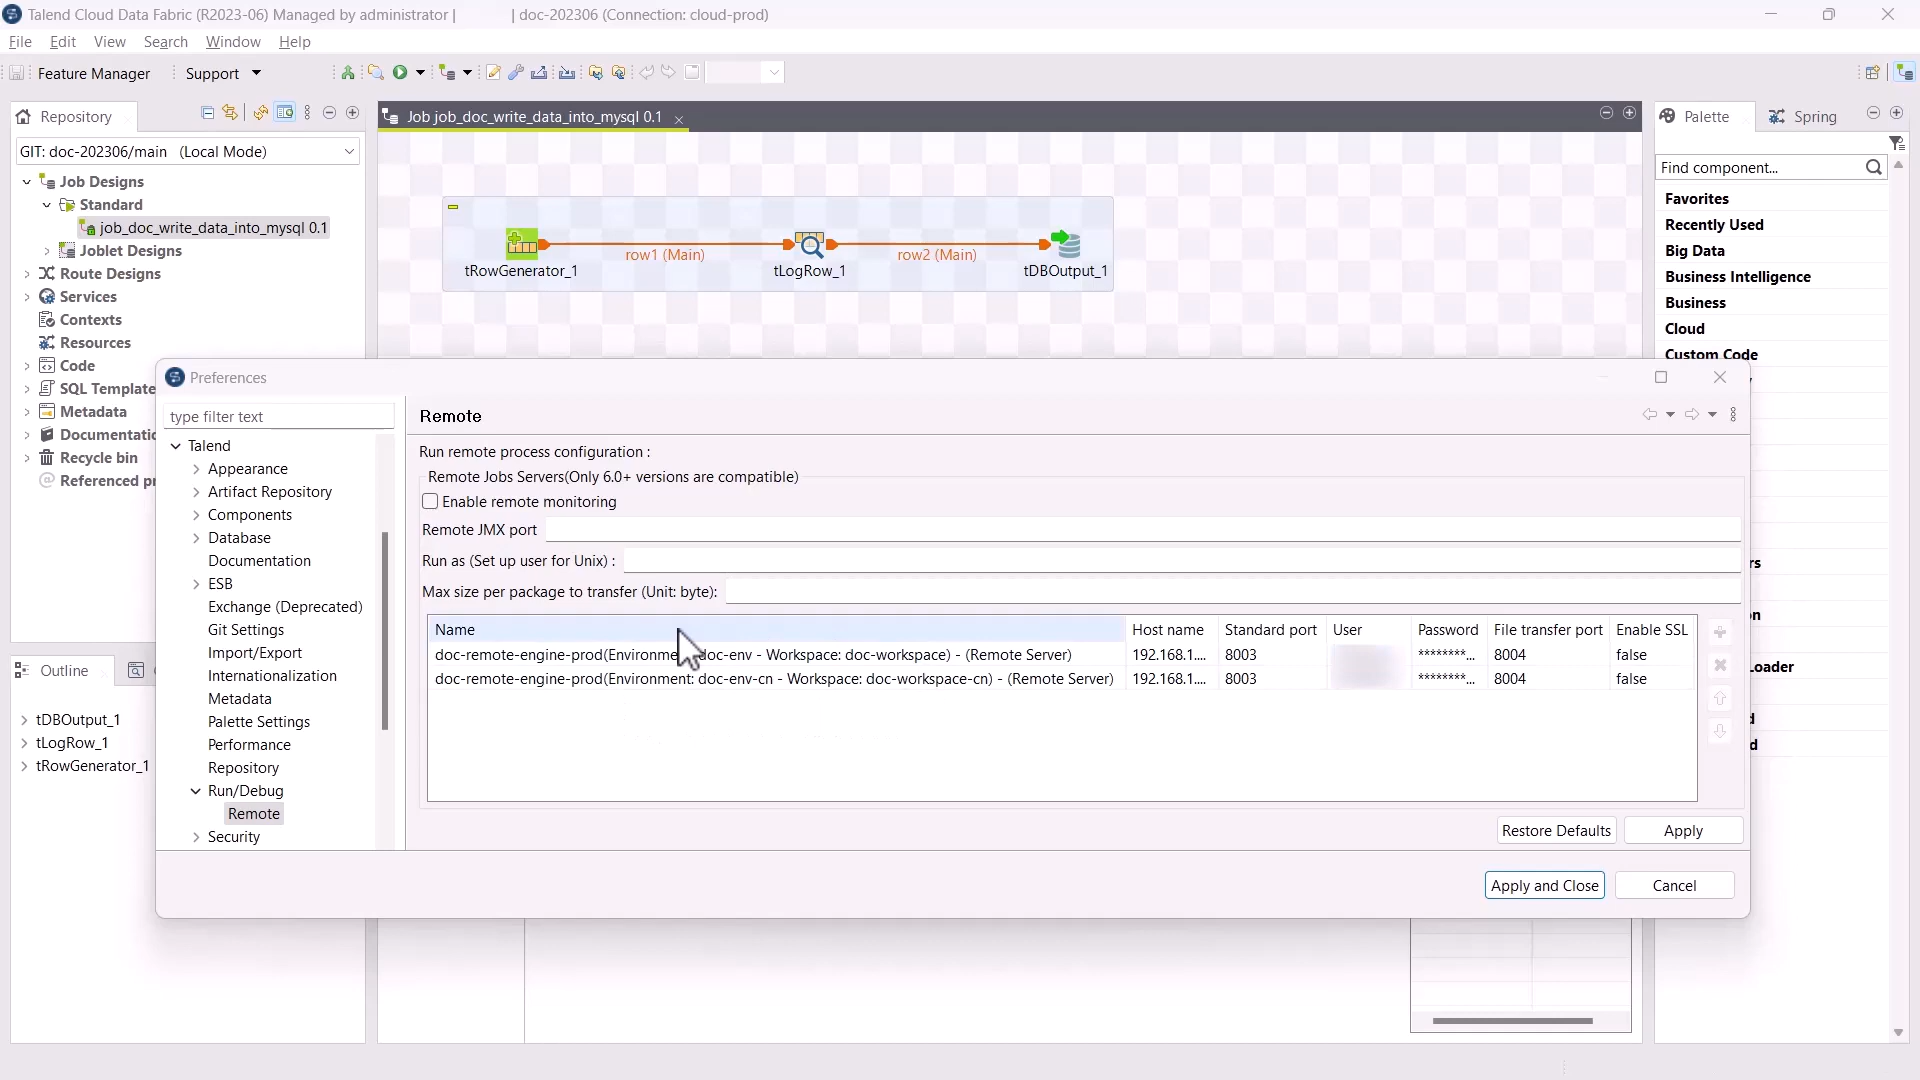 Talend Cloud Data Fabric (R2023-06) Managed by administrator | | doc-202306 (Connection: cloud-prod)
File Edit View Search Window Help
Feature Manager Support
Repository
GIT: doc-202306/main (Local Mode)
Job Designs
Standard
job_doc_write_data_into_mysql 0.1
Joblet Designs
Route Designs
Services
Contexts
Resources
Code
SQL Template
Metadata
Documentatio
Recycle bin
Referenced pr
Outline
tDBOutput_1
tLogRow_1
tRowGenerator_1
Job job_doc_write_data_into_mysql 0.1
row1 (Main)
row2 (Main)
tRowGenerator_1
tLogRow_1
tDBOutput_1
Palette
Spring
Find component...
Favorites
Recently Used
Big Data
Business Intelligence
Business
Cloud
Custom Code
rs
on
Loader
d
d
Preferences
type filter text
Talend
Appearance
Artifact Repository
Components
Database
Documentation
ESB
Exchange (Deprecated)
Git Settings
Import/Export
Internationalization
Metadata
Palette Settings
Performance
Repository
Run/Debug
Remote
Security
Remote
Run remote process configuration :
Remote Jobs Servers(Only 6.0+ versions are compatible)
Enable remote monitoring
Remote JMX port
Run as (Set up user for Unix) :
Max size per package to transfer (Unit: byte):
Name Host name Standard port User Password File transfer port Enable SSL
doc-remote-engine-prod(Environme doc-env - Workspace: doc-workspace) - (Remote Server) 192.168.1.... 8003 ********... 8004 false
doc-remote-engine-prod(Environment: doc-env-cn - Workspace: doc-workspace-cn) - (Remote Server) 192.168.1.... 8003 ********... 8004 false
Restore Defaults Apply
Apply and Close Cancel